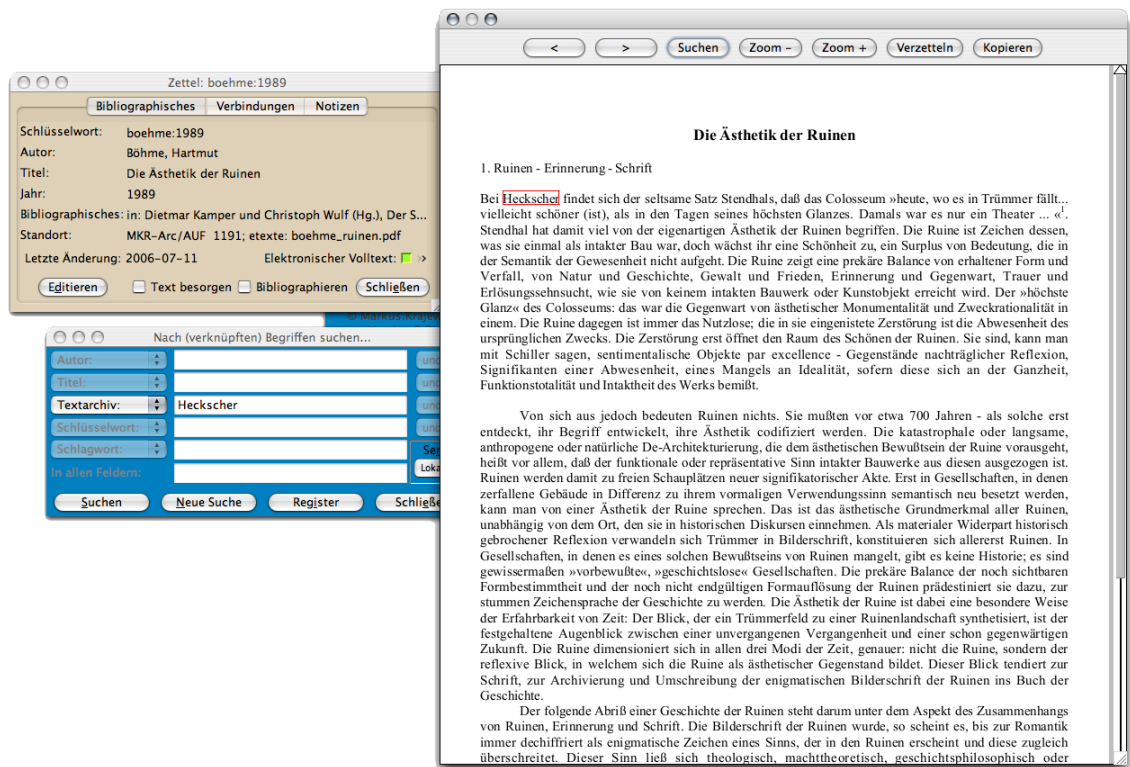 Zettel: boehme:1989
Bibliographisches Verbindungen Notizen
Schlüsselwort: boehme:1989
Autor: Böhme, Hartmut
Titel: Die Ästhetik der Ruinen
Jahr: 1989
Bibliographisches: in: Dietmar Kamper und Christoph Wulf (Hg.), Der S...
Standort: MKR-Arc/AUF 1191; etexte: boehme_ruinen.pdf
Letzte Änderung: 2006-07-11 Elektronischer Volltext:
Editieren Text besorgen Bibliographieren Schließen
© Markus Krajew
Nach (verknüpften) Begriffen suchen...
Autor: und
Titel: und
Textarchiv: Heckscher und
Schlüsselwort: und
Schlagwort: Ser
In allen Feldern: Loka
Suchen Neue Suche Register Schließe
< > Suchen Zoom - Zoom + Verzetteln Kopieren
Die Ästhetik der Ruinen
1. Ruinen - Erinnerung - Schrift
Bei Heckscher findet sich der seltsame Satz Stendhals, daß das Colosseum »heute, wo es in Trümmer fällt...
vielleicht schöner (ist), als in den Tagen seines höchsten Glanzes. Damals war es nur ein Theater ... «1.
Stendhal hat damit viel von der eigenartigen Ästhetik der Ruinen begriffen. Die Ruine ist Zeichen dessen,
was sie einmal als intakter Bau war, doch wächst ihr eine Schönheit zu, ein Surplus von Bedeutung, die in
der Semantik der Gewesenheit nicht aufgeht. Die Ruine zeigt eine prekäre Balance von erhaltener Form und
Verfall, von Natur und Geschichte, Gewalt und Frieden, Erinnerung und Gegenwart, Trauer und
Erlösungssehnsucht, wie sie von keinem intakten Bauwerk oder Kunstobjekt erreicht wird. Der »höchste
Glanz« des Colosseums: das war die Gegenwart von ästhetischer Monumentalität und Zweckrationalität in
einem. Die Ruine dagegen ist immer das Nutzlose; die in sie eingenistete Zerstörung ist die Abwesenheit des
ursprünglichen Zwecks. Die Zerstörung erst öffnet den Raum des Schönen der Ruinen. Sie sind, kann man
mit Schiller sagen, sentimentalische Objekte par excellence - Gegenstände nachträglicher Reflexion,
Signifikanten einer Abwesenheit, eines Mangels an Idealität, sofern diese sich an der Ganzheit,
Funktionstotalität und Intaktheit des Werks bemißt.
Von sich aus jedoch bedeuten Ruinen nichts. Sie mußten vor etwa 700 Jahren - als solche erst
entdeckt, ihr Begriff entwickelt, ihre Ästhetik codifiziert werden. Die katastrophale oder langsame,
anthropogene oder natürliche De-Architekturierung, die dem ästhetischen Bewußtsein der Ruine vorausgeht,
heißt vor allem, daß der funktionale oder repräsentative Sinn intakter Bauwerke aus diesen ausgezogen ist.
Ruinen werden damit zu freien Schauplätzen neuer signifikatorischer Akte. Erst in Gesellschaften, in denen
zerfallene Gebäude in Differenz zu ihrem vormaligen Verwendungssinn semantisch neu besetzt werden,
kann man von einer Ästhetik der Ruine sprechen. Das ist das ästhetische Grundmerkmal aller Ruinen,
unabhängig von dem Ort, den sie in historischen Diskursen einnehmen. Als materialer Widerpart historisch
gebrochener Reflexion verwandeln sich Trümmer in Bilderschrift, konstituieren sich allererst Ruinen. In
Gesellschaften, in denen es eines solchen Bewußtseins von Ruinen mangelt, gibt es keine Historie; es sind
gewissermaßen »vorbewußte«, »geschichtslose« Gesellschaften. Die prekäre Balance der noch sichtbaren
Formbestimmtheit und der noch nicht endgültigen Formauflösung der Ruinen prädestiniert sie dazu, zur
stummen Zeichensprache der Geschichte zu werden. Die Ästhetik der Ruine ist dabei eine besondere Weise
der Erfahrbarkeit von Zeit: Der Blick, der ein Trümmerfeld zu einer Ruinenlandschaft synthetisiert, ist der
festgehaltene Augenblick zwischen einer unvergangenen Vergangenheit und einer schon gegenwärtigen
Zukunft. Die Ruine dimensioniert sich in allen drei Modi der Zeit, genauer: nicht die Ruine, sondern der
reflexive Blick, in welchem sich die Ruine als ästhetischer Gegenstand bildet. Dieser Blick tendiert zur
Schrift, zur Archivierung und Umschreibung der enigmatischen Bilderschrift der Ruinen ins Buch der
Geschichte.
Der folgende Abriß einer Geschichte der Ruinen steht darum unter dem Aspekt des Zusammenhangs
von Ruinen, Erinnerung und Schrift. Die Bilderschrift der Ruinen wurde, so scheint es, bis zur Romantik
immer dechiffriert als enigmatische Zeichen eines Sinns, der in den Ruinen erscheint und diese zugleich
überschreitet. Dieser Sinn ließ sich theologisch, machttheoretisch, geschichtsphilosophisch oder